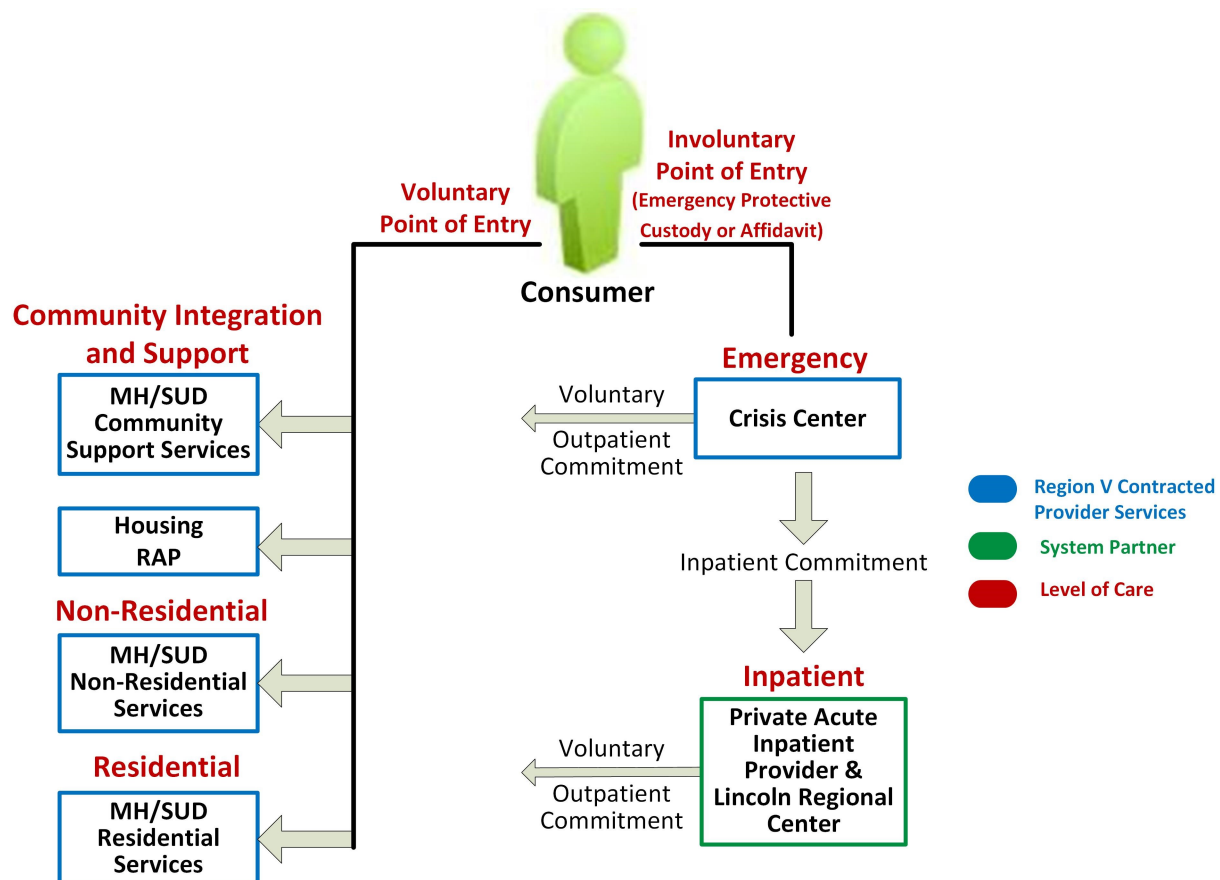 Involuntary
Point of Entry
(Emergency Protective
Custody or Affidavit)
Voluntary
Point of Entry
Consumer
Community Integration
and Support
MH/SUD
Community
Support Services
Housing
RAP
Non-Residential
MH/SUD
Non-Residential
Services
Residential
MH/SUD
Residential
Services
Emergency
Crisis Center
Voluntary
Outpatient
Commitment
Inpatient Commitment
Inpatient
Private Acute
Inpatient
Provider &
Lincoln Regional
Center
Voluntary
Outpatient
Commitment
Region V Contracted
Provider Services
System Partner
Level of Care